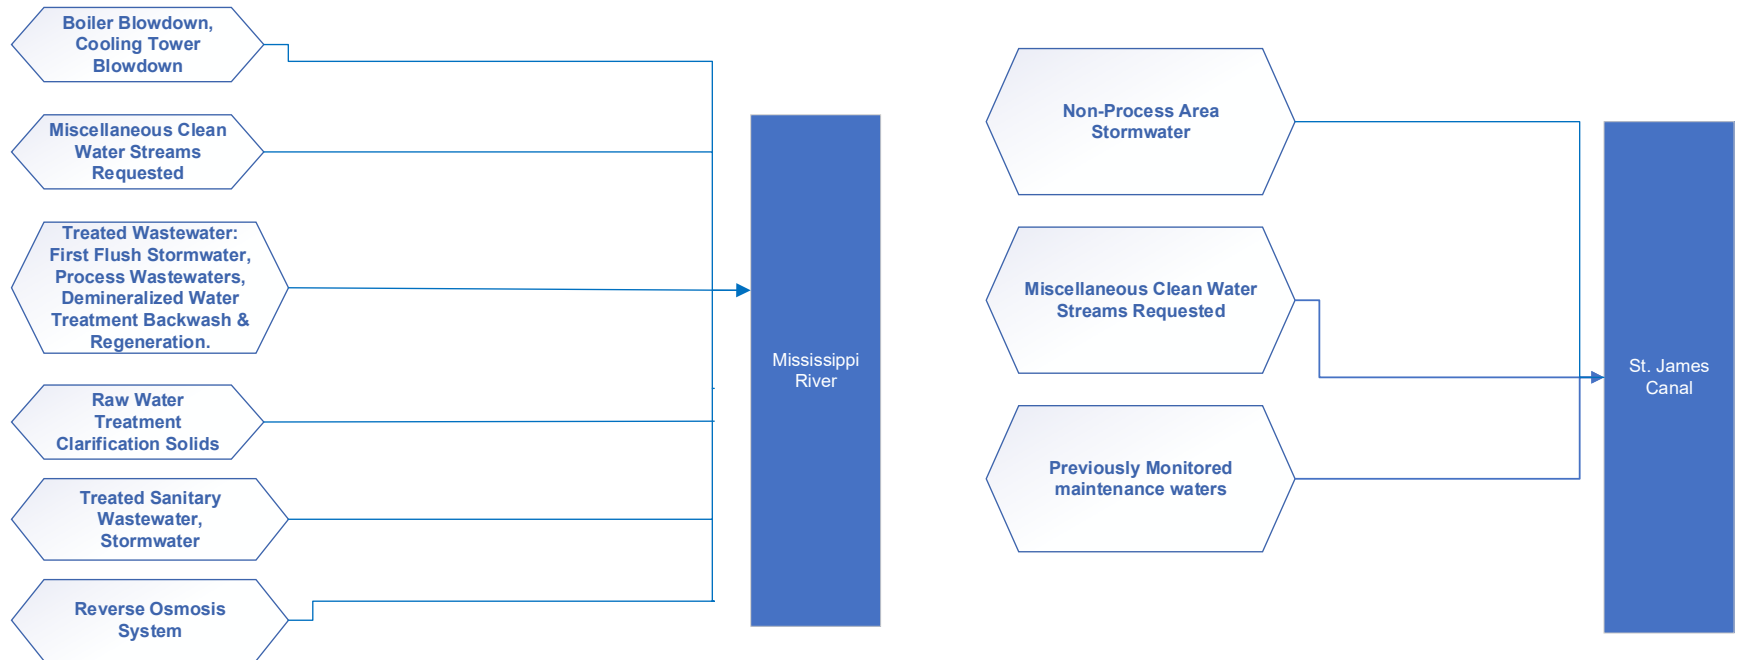 Boiler Blowdown,
Cooling Tower
Blowdown
Miscellaneous Clean
Water Streams
Requested
Treated Wastewater:
First Flush Stormwater,
Process Wastewaters,
Demineralized Water
Treatment Backwash &
Regeneration.
Raw Water
Treatment
Clarification Solids
Treated Sanitary
Wastewater,
Stormwater
Reverse Osmosis
System
Mississippi
River
Non-Process Area
Stormwater
Miscellaneous Clean Water
Streams Requested
Previously Monitored
maintenance waters
St. James
Canal